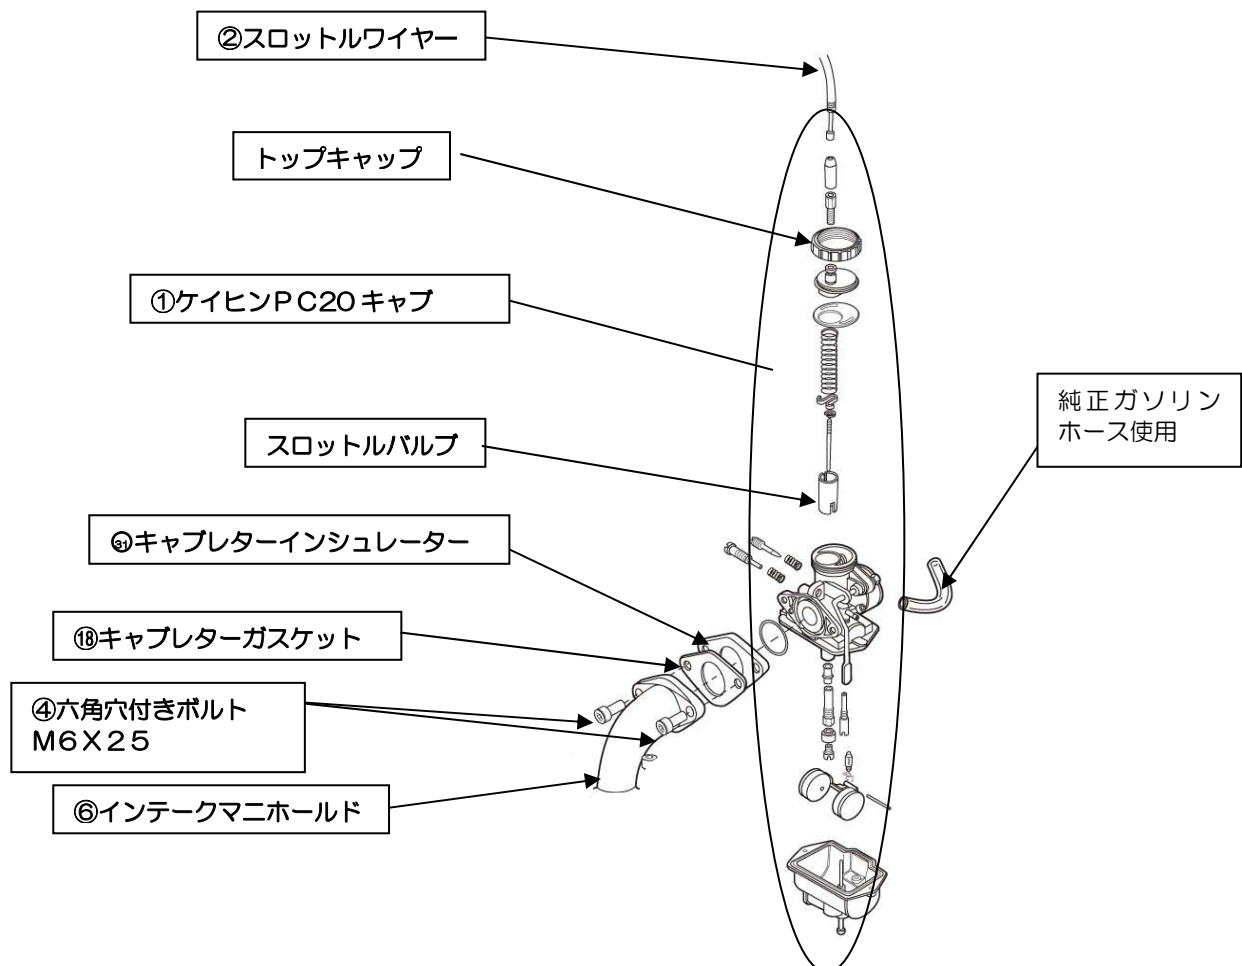 ②スロットルワイヤー
トップキャップ
①ケイヒンPC20キャブ
スロットルバルブ
純正ガソリン
ホース使用
㉛キャブレターインシュレーター
⑱キャブレターガスケット
④六角穴付きボルト
M6X25
⑥インテークマニホールド